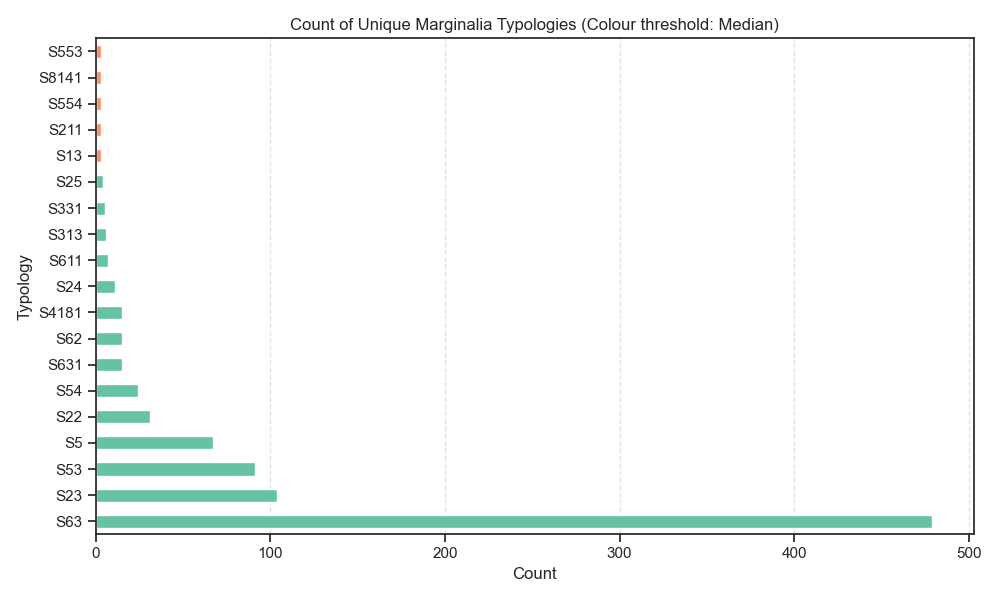 Count of Unique Marginalia Typologies (Colour threshold: Median)
Typology
S553
S8141
S554
S211
S13
S25
S331
S313
S611
S24
S4181
S62
S631
S54
S22
S5
S53
S23
S63
0 100 200 300 400 500
Count